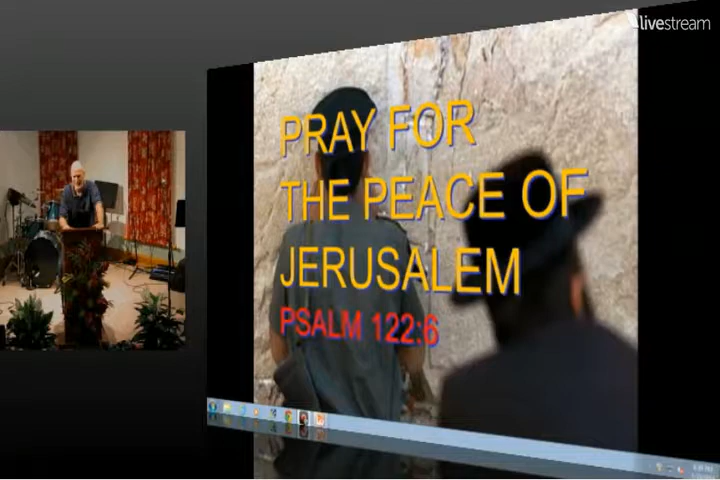 livestream
PRAY FOR
THE PEACE OF
JERUSALEM
PSALM 122:6